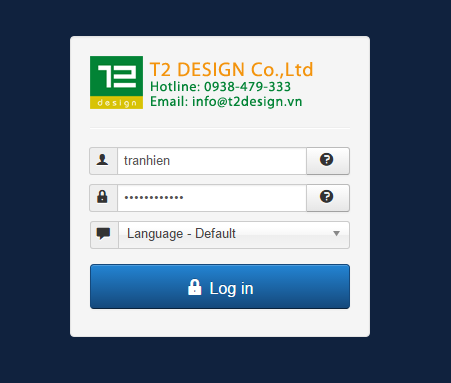 T2
design
T2 DESIGN Co.,Ltd
Hotline: 0938-479-333
Email: info@t2design.vn
tranhien
••••••••••••
Language - Default
Log in